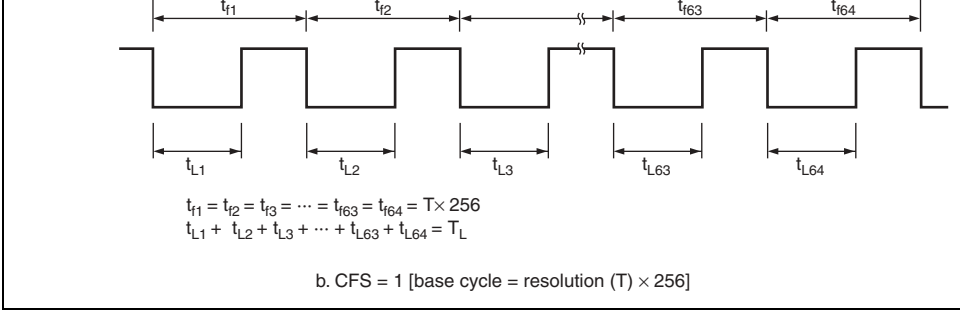 tf1 tf2 tf63 tf64
tL1 tL2 tL3 tL63 tL64
tf1 = tf2 = tf3 = ··· = tf63 = tf64 = T× 256
tL1 + tL2 + tL3 + ··· + tL63 + tL64 = TL
b. CFS = 1 [base cycle = resolution (T) × 256]